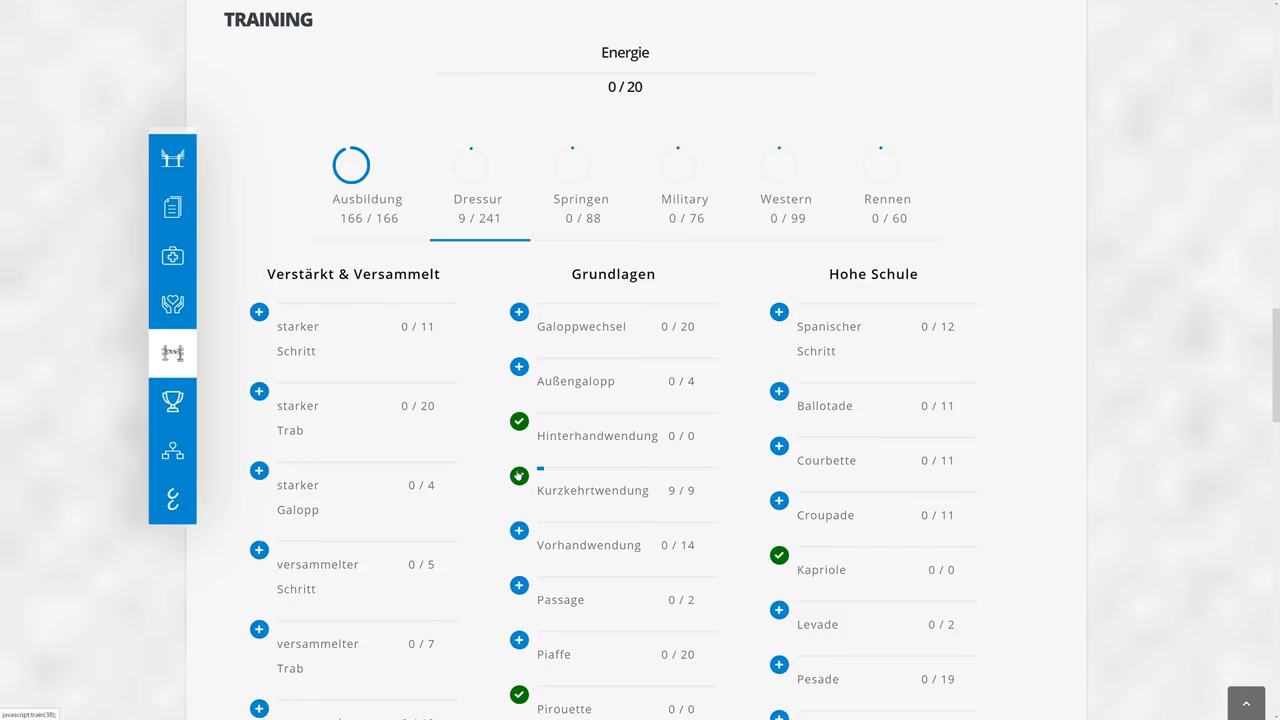 TRAINING
Energie
0 / 20
Ausbildung
166 / 166
Dressur
9 / 241
Springen
0 / 88
Military
0 / 76
Western
0 / 99
Rennen
0 / 60
Verstärkt & Versammelt
starker
Schritt
0 / 11
starker
Trab
0 / 20
starker
Galopp
0 / 4
versammelter
Schritt
0 / 5
versammelter
Trab
0 / 7
Grundlagen
Galoppwechsel 0 / 20
Außengalopp 0 / 4
Hinterhandwendung 0 / 0
Kurzkehrtwendung 9 / 9
Vorhandwendung 0 / 14
Passage 0 / 2
Piaffe 0 / 20
Pirouette 0 / 0
Hohe Schule
Spanischer
Schritt
0 / 12
Ballotade 0 / 11
Courbette 0 / 11
Croupade 0 / 11
Kapriole 0 / 0
Levade 0 / 2
Pesade 0 / 19
javascript:train(38);